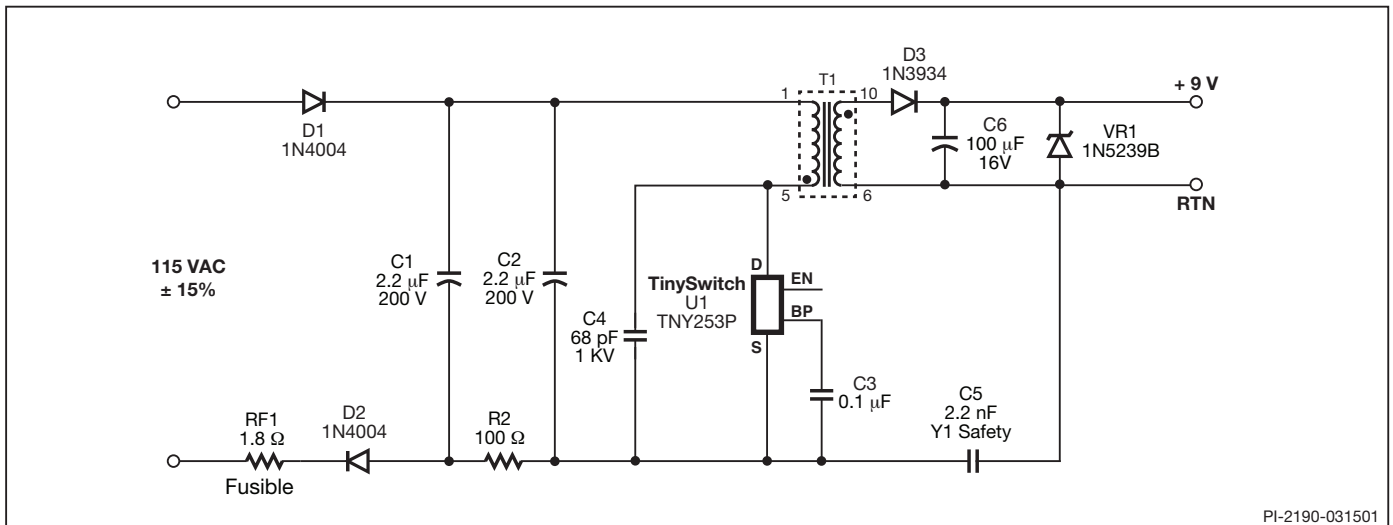 D3
1N3934
T1
+ 9 V
1
10
D1
1N4004
C6
100 µF
16V
VR1
1N5239B
5
6
RTN
115 VAC
± 15%
C1
2.2 µF
200 V
C2
2.2 µF
200 V
D
TinySwitch
EN
U1
TNY253P
BP
S
C4
68 pF
1 KV
C3
0.1 µF
C5
2.2 nF
Y1 Safety
RF1
1.8 Ω
Fusible
D2
1N4004
R2
100 Ω
PI-2190-031501